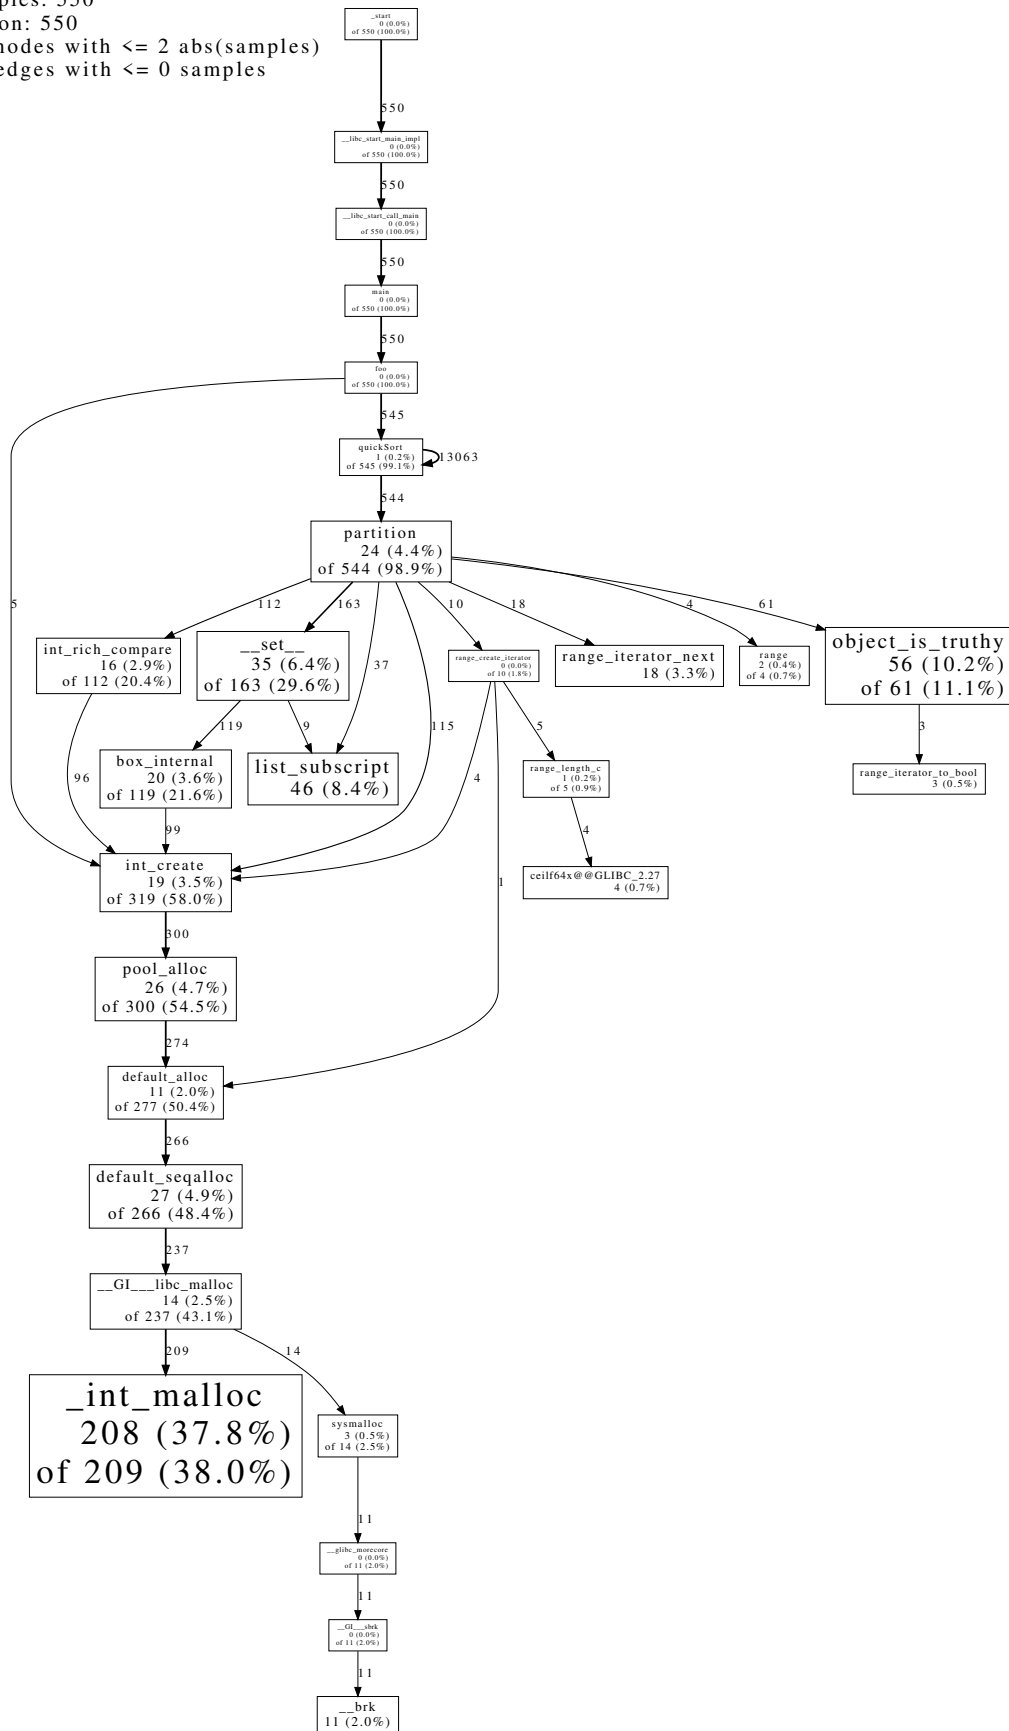 ples: 550
on: 550
nodes with <= 2 abs(samples)
edges with <= 0 samples
_start
0 (0.0%)
of 550 (100.0%)
550
__libc_start_main_impl
0 (0.0%)
of 550 (100.0%)
550
__libc_start_call_main
0 (0.0%)
of 550 (100.0%)
550
main
0 (0.0%)
of 550 (100.0%)
550
foo
0 (0.0%)
of 550 (100.0%)
545
quickSort
1 (0.2%)
of 545 (99.1%)
13063
544
partition
24 (4.4%)
of 544 (98.9%)
5
112
163
37
115
10
18
4
61
int_rich_compare
16 (2.9%)
of 112 (20.4%)
__set__
35 (6.4%)
of 163 (29.6%)
range_create_iterator
0 (0.0%)
of 10 (1.8%)
range_iterator_next
18 (3.3%)
range
2 (0.4%)
of 4 (0.7%)
object_is_truthy
56 (10.2%)
of 61 (11.1%)
119
9
5
3
box_internal
20 (3.6%)
of 119 (21.6%)
list_subscript
46 (8.4%)
range_length_c
1 (0.2%)
of 5 (0.9%)
range_iterator_to_bool
3 (0.5%)
96
99
4
4
int_create
19 (3.5%)
of 319 (58.0%)
ceilf64x@@GLIBC_2.27
4 (0.7%)
1
300
pool_alloc
26 (4.7%)
of 300 (54.5%)
274
default_alloc
11 (2.0%)
of 277 (50.4%)
266
default_seqalloc
27 (4.9%)
of 266 (48.4%)
237
__GI___libc_malloc
14 (2.5%)
of 237 (43.1%)
209
14
_int_malloc
208 (37.8%)
of 209 (38.0%)
sysmalloc
3 (0.5%)
of 14 (2.5%)
11
__glibc_morecore
0 (0.0%)
of 11 (2.0%)
11
__GI___sbrk
0 (0.0%)
of 11 (2.0%)
11
__brk
11 (2.0%)